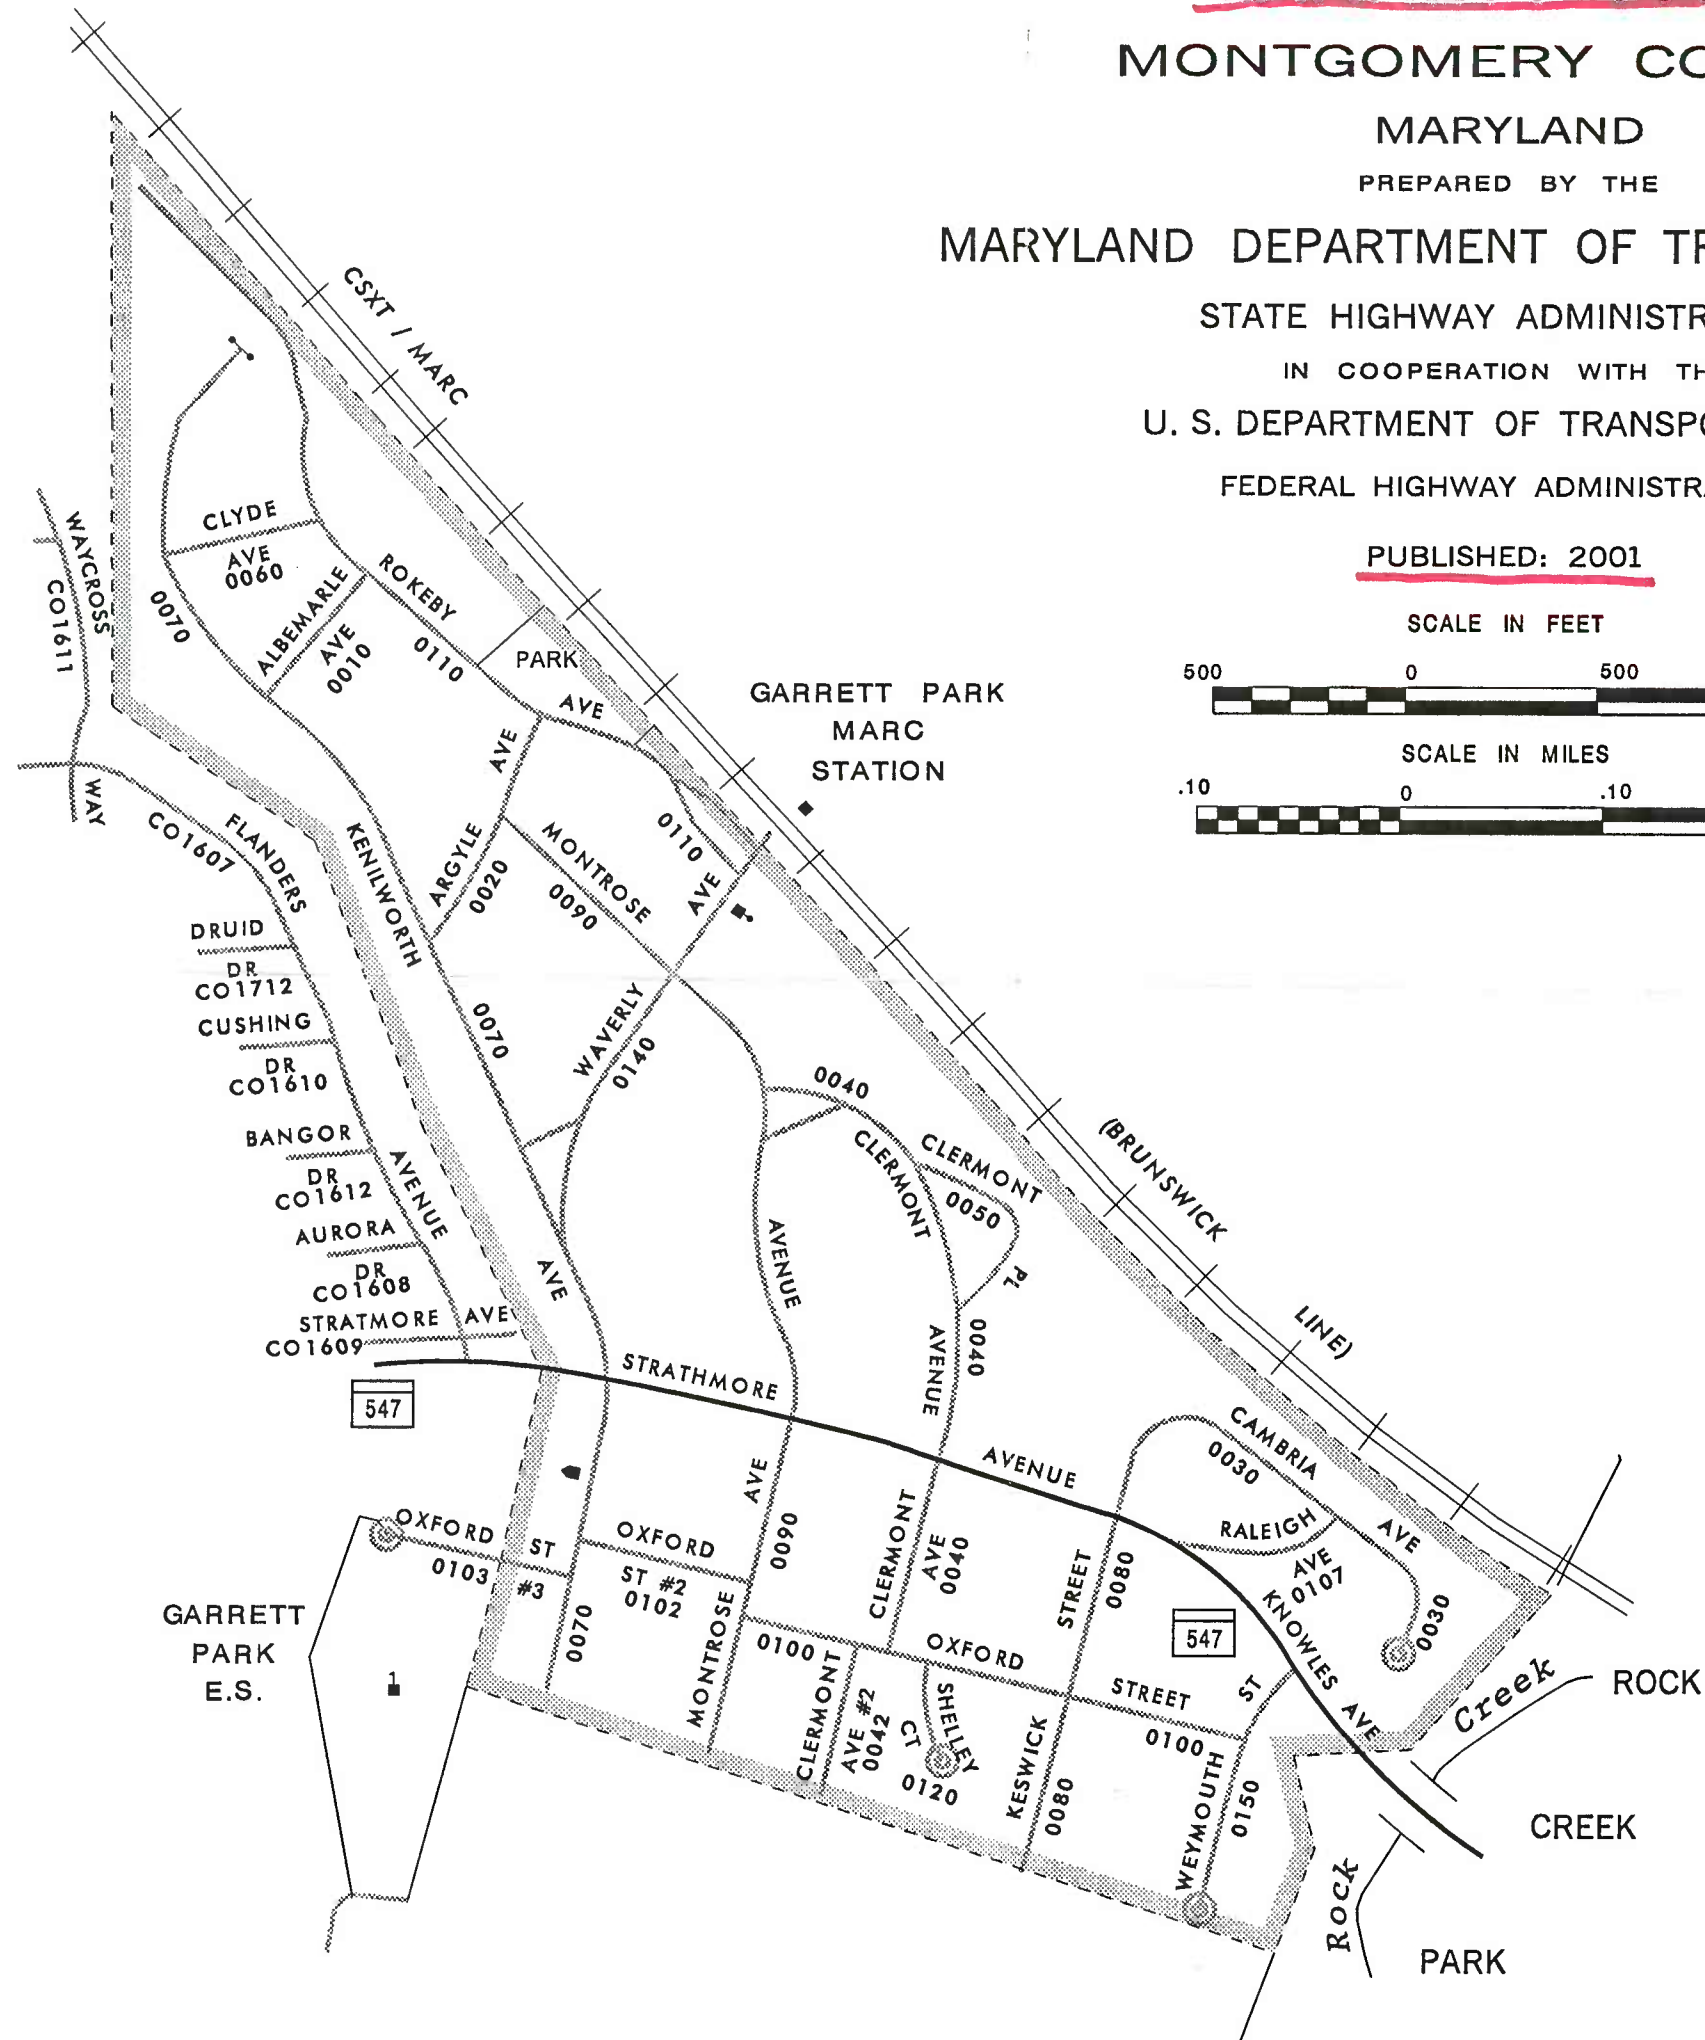 MONTGOMERY CO
MARYLAND
PREPARED BY THE
MARYLAND DEPARTMENT OF TR
STATE HIGHWAY ADMINISTR
IN COOPERATION WITH TH
U. S. DEPARTMENT OF TRANSPO
FEDERAL HIGHWAY ADMINISTRA
PUBLISHED: 2001
SCALE IN FEET
500 0 500
SCALE IN MILES
.10 0 .10
CSXT / MARC
(BRUNSWICK
LINE)
GARRETT PARK
MARC
STATION
WAYCROSS
CO1611
WAY
CLYDE
AVE
0060
0070
ALBEMARLE
AVE
0010
ROKEBY
0110
PARK
AVE
0110
ARGYLE
AVE
0020
MONTROSE
0090
AVE
WAVERLY
0140
KENILWORTH
0070
AVE
FLANDERS
CO1607
AVENUE
DRUID
DR
CO1712
CUSHING
DR
CO1610
BANGOR
DR
CO1612
AURORA
DR
CO1608
STRATMORE AVE
CO1609
547
0040
CLERMONT
CLERMONT
0050
PL
AVENUE
AVENUE
0040
STRATHMORE
AVENUE
CAMBRIA
0030
AVE
RALEIGH
AVE
0107
0030
KNOWLES
AVE
547
OXFORD
ST
0103
#3
OXFORD
ST #2
0102
0070
MONTROSE
AVE
0090
CLERMONT
AVE
0040
STREET
0080
0100
OXFORD
STREET
0100
CLERMONT
AVE #2
0042
SHELLEY
CT
0120
KESWICK
0080
WEYMOUTH
ST
0150
GARRETT
PARK
E.S.
1
Creek
ROCK
CREEK
Rock
PARK